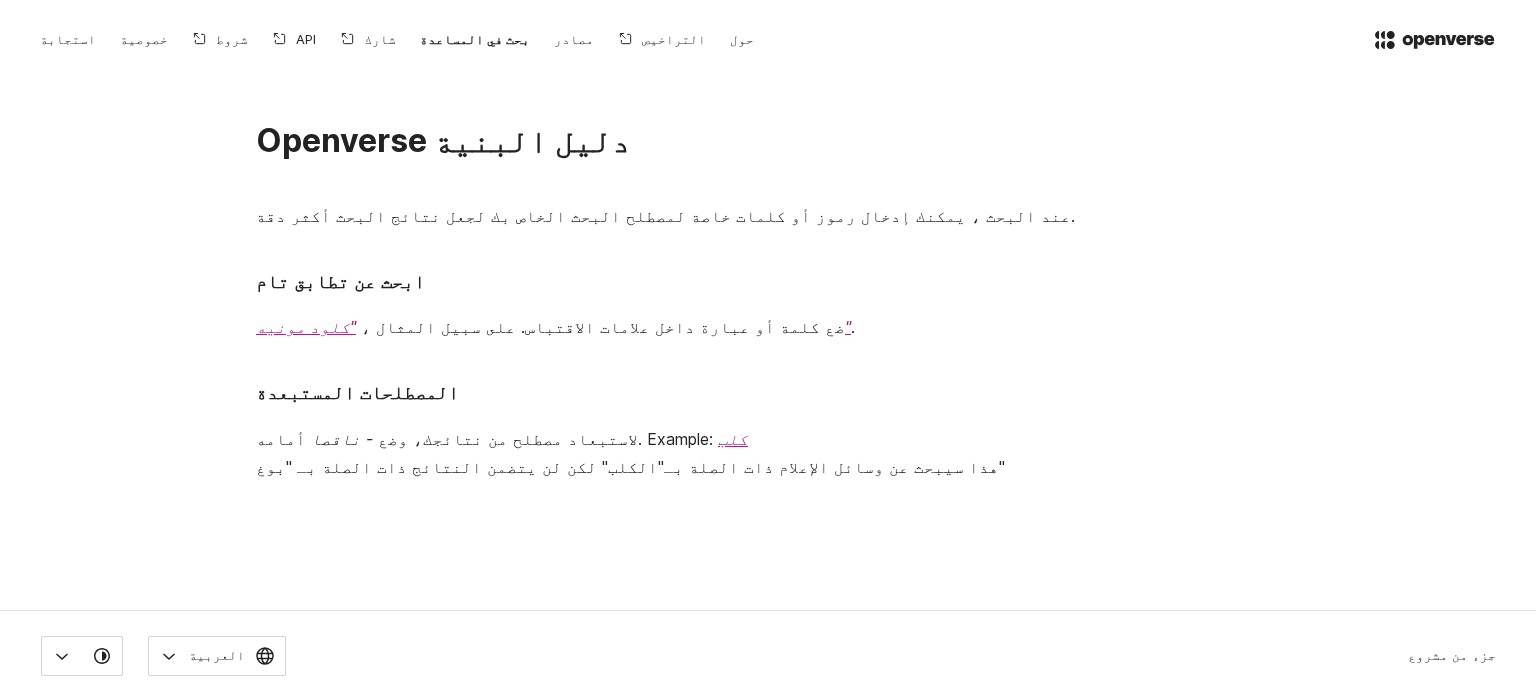 openverse
حول
التراخيص
مصادر
بحث في المساعدة
شارك
API
شروط
خصوصية
استجابة
دليل البنية Openverse
عند البحث ، يمكنك إدخال رموز أو كلمات خاصة لمصطلح البحث الخاص بك لجعل نتائج البحث أكثر دقة.
ابحث عن تطابق تام
ضع كلمة أو عبارة داخل علامات الاقتباس. على سبيل المثال ، "كلود مونيه".
المصطلحات المستبعدة
لاستبعاد مصطلح من نتائجك، وضع - ناقصا أمامه. Example: كلب
هذا سيبحث عن وسائل الإعلام ذات الصلة بـ"الكلب" لكن لن يتضمن النتائج ذات الصلة بـ "بوغ"
جزء من مشروع
العربية